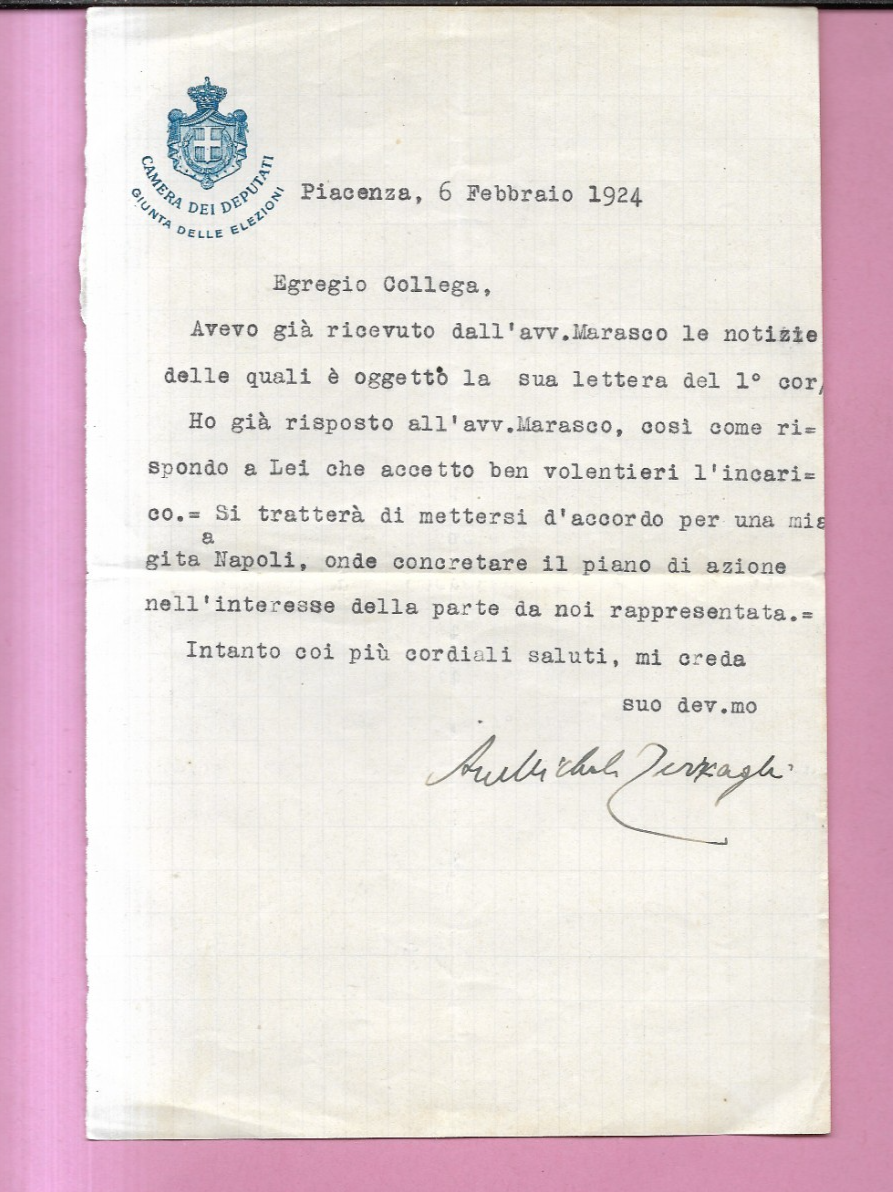 CAMERA DEI DEPUTATI
GIUNTA DELLE ELEZIONI
Piacenza, 6 Febbraio 1924
Egregio Collega,
Avevo già ricevuto dall'avv.Marasco le notizie
delle quali è oggetto la sua lettera del 1° cor/
Ho già risposto all'avv.Marasco, così come ri=
spondo a Lei che accetto ben volentieri l'incari=
co.= Si tratterà di mettersi d'accordo per una mia
a
gita Napoli, onde concretare il piano di azione
nell'interesse della parte da noi rappresentata.=
Intanto coi più cordiali saluti, mi creda
suo dev.mo
Michele Terzaghi